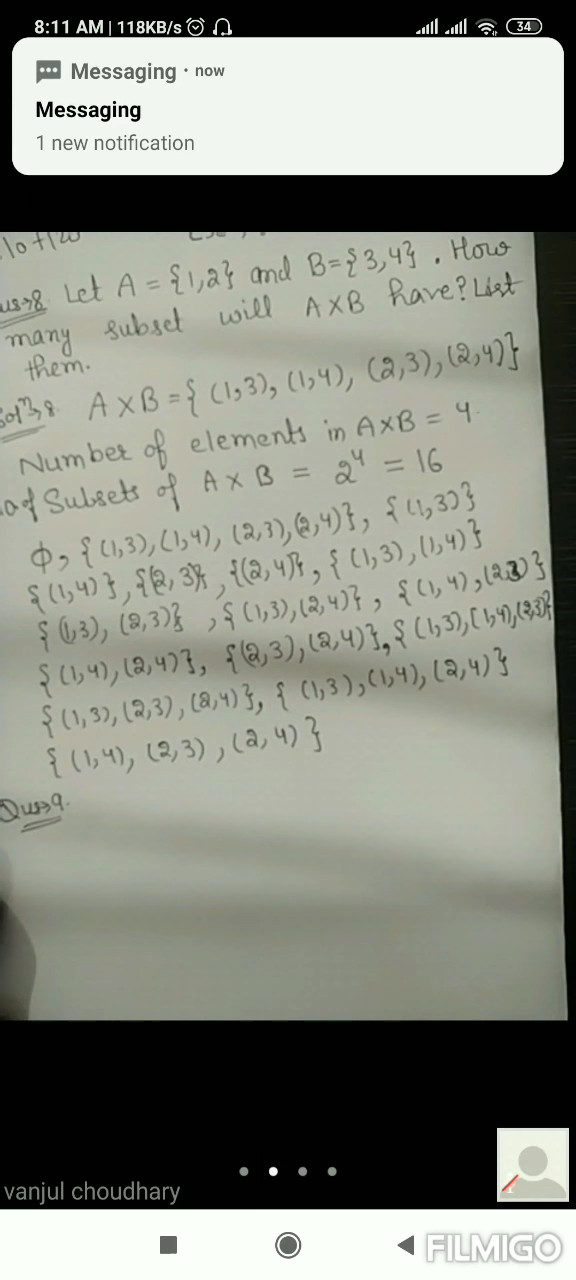 8:11 AM | 118KB/s
34
Messaging · now
Messaging
1 new notification
Let A = {1,2} and B={3,4}. How
many subset will A×B have? List
them.
A×B={(1,3), (1,4), (2,3), (2,4)}
Number of elements in A×B = 4
of Subsets of A×B = 2⁴ = 16
Φ, {(1,3), (1,4), (2,3), (2,4)}, {(1,3)}
{(1,4)}, {(2,3)}, {(2,4)}, {(1,3), (1,4)}
{(1,3), (2,3)}, {(1,3), (2,4)}, {(1,4), (2,3)}
{(1,4), (2,4)}, {(2,3), (2,4)}, {(1,3), (1,4), (2,3)}
{(1,3), (2,3), (2,4)}, {(1,3), (1,4), (2,4)}
{(1,4), (2,3), (2,4)}
Ques→9.
vanjul choudhary
FILMIGO